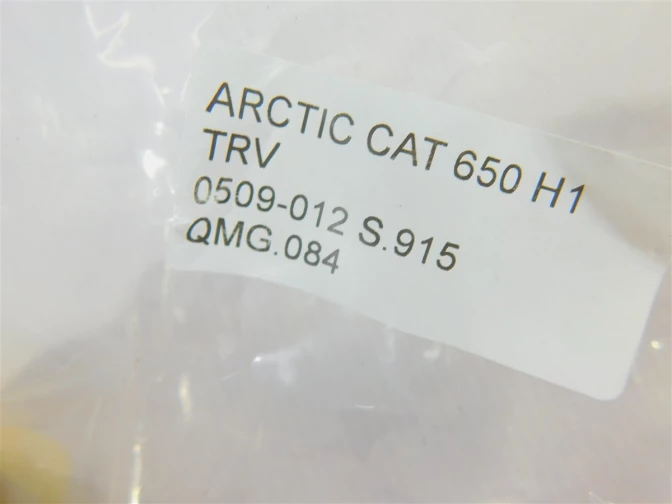 ARCTIC CAT 650 H1
TRV
0509-012 S.915
QMG.084